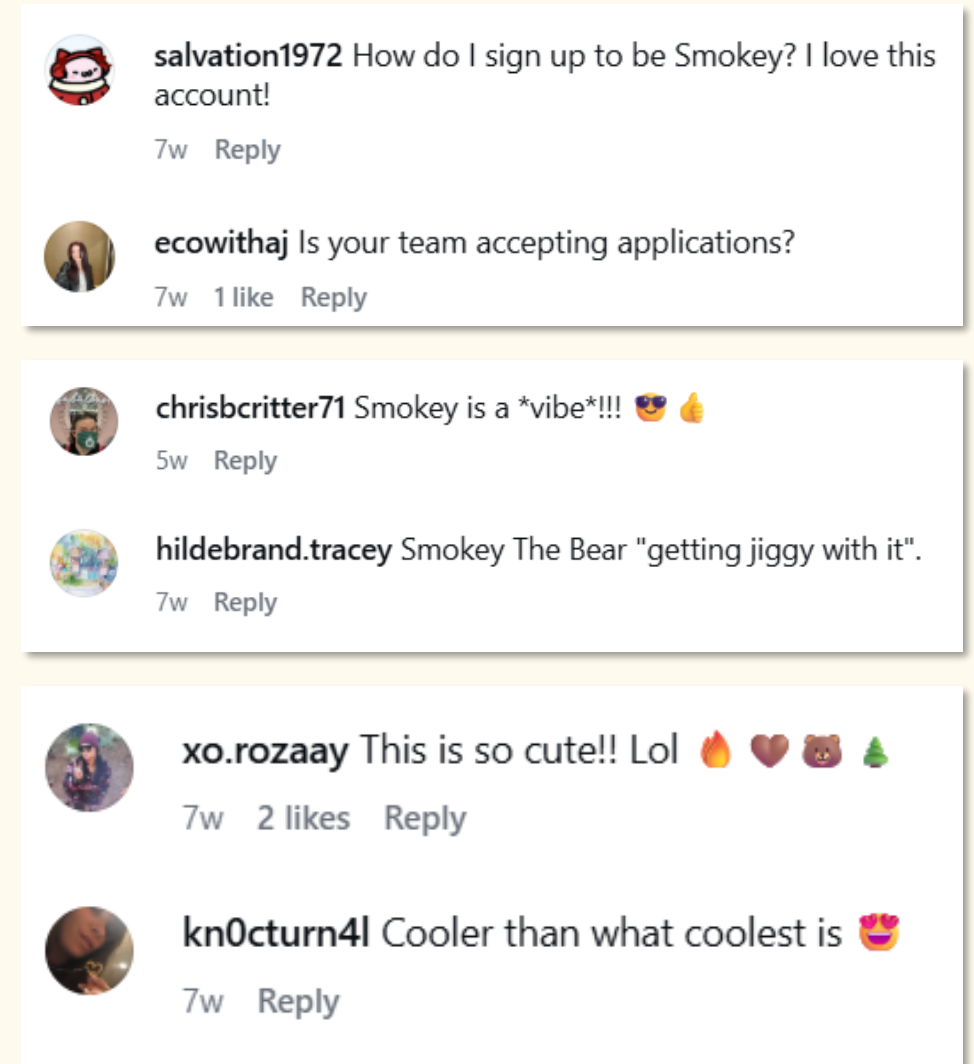 salvation1972 How do I sign up to be Smokey? I love this
account!
7w Reply
ecowithaj Is your team accepting applications?
7w 1 like Reply
chrisbcritter71 Smokey is a *vibe*!!! 😎 👍
5w Reply
hildebrand.tracey Smokey The Bear "getting jiggy with it".
7w Reply
xo.rozaay This is so cute!! Lol 🔥 🤎 🐻 🌲
7w 2 likes Reply
kn0cturn4l Cooler than what coolest is 😍
7w Reply